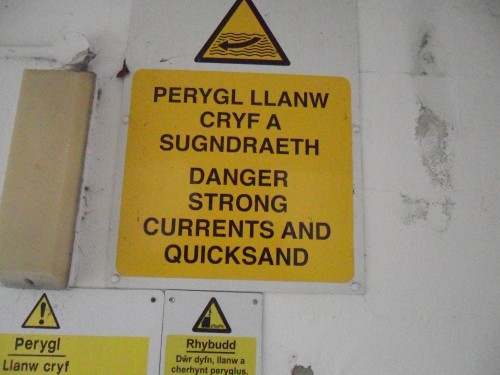 PERYGL LLANW
CRYF A
SUGNDRAETH
DANGER
STRONG
CURRENTS AND
QUICKSAND
Perygl
Llanw cryf
Rhybudd
Dŵr dyfn, llanw a
cherhynt peryglus.